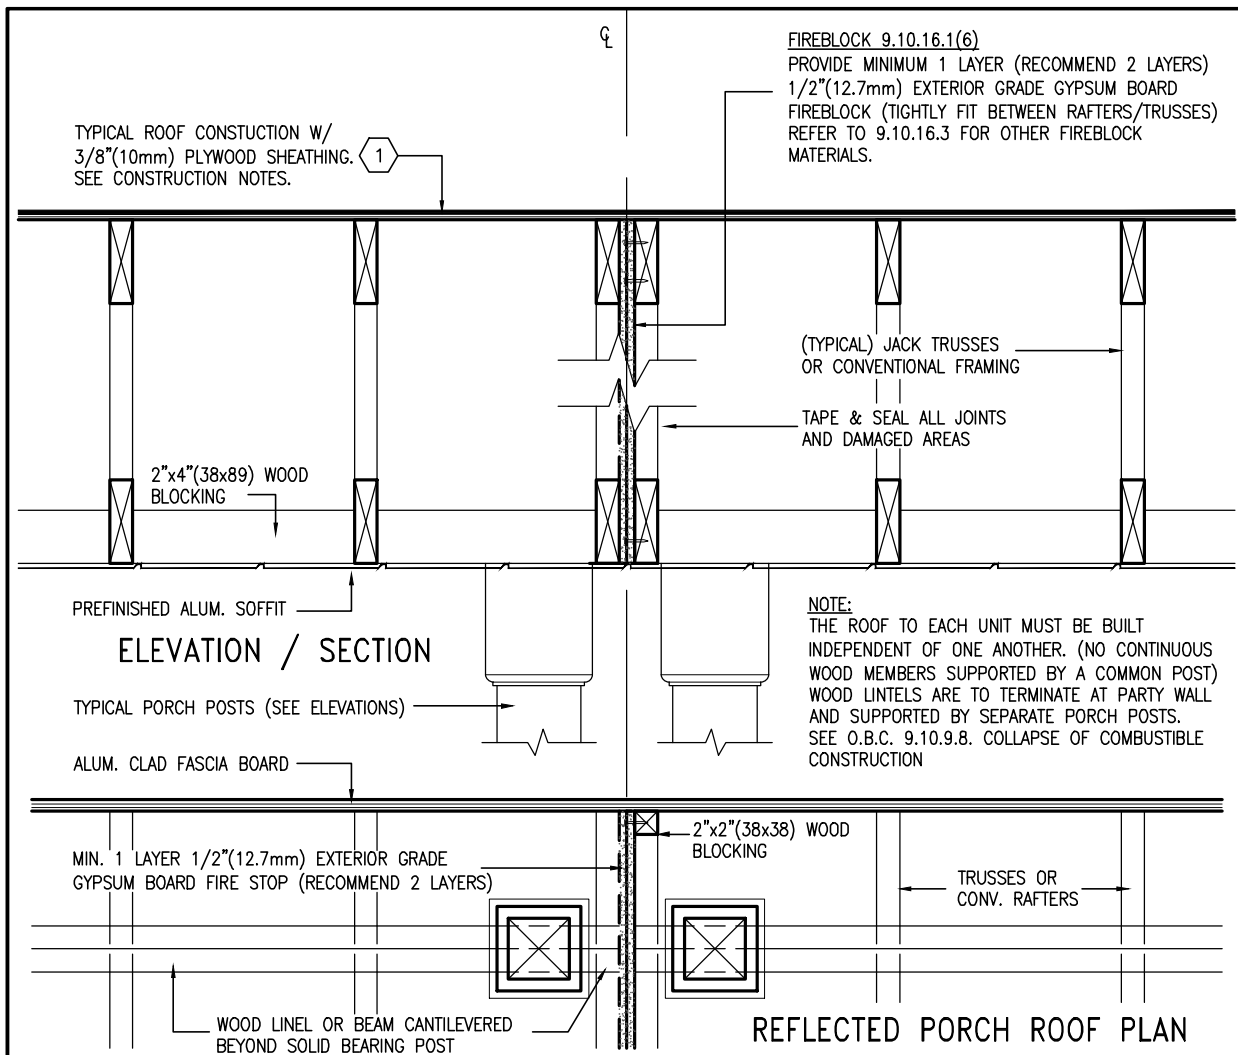 ℄
FIREBLOCK 9.10.16.1(6)
PROVIDE MINIMUM 1 LAYER (RECOMMEND 2 LAYERS)
1/2"(12.7mm) EXTERIOR GRADE GYPSUM BOARD
FIREBLOCK (TIGHTLY FIT BETWEEN RAFTERS/TRUSSES)
REFER TO 9.10.16.3 FOR OTHER FIREBLOCK
MATERIALS.
TYPICAL ROOF CONSTUCTION W/
3/8"(10mm) PLYWOOD SHEATHING.
SEE CONSTRUCTION NOTES.
1
(TYPICAL) JACK TRUSSES
OR CONVENTIONAL FRAMING
TAPE & SEAL ALL JOINTS
AND DAMAGED AREAS
2"x4"(38x89) WOOD
BLOCKING
PREFINISHED ALUM. SOFFIT
ELEVATION / SECTION
NOTE:
THE ROOF TO EACH UNIT MUST BE BUILT
INDEPENDENT OF ONE ANOTHER. (NO CONTINUOUS
WOOD MEMBERS SUPPORTED BY A COMMON POST)
WOOD LINTELS ARE TO TERMINATE AT PARTY WALL
AND SUPPORTED BY SEPARATE PORCH POSTS.
SEE O.B.C. 9.10.9.8. COLLAPSE OF COMBUSTIBLE
CONSTRUCTION
TYPICAL PORCH POSTS (SEE ELEVATIONS)
ALUM. CLAD FASCIA BOARD
2"x2"(38x38) WOOD
BLOCKING
MIN. 1 LAYER 1/2"(12.7mm) EXTERIOR GRADE
GYPSUM BOARD FIRE STOP (RECOMMEND 2 LAYERS)
TRUSSES OR
CONV. RAFTERS
WOOD LINEL OR BEAM CANTILEVERED
BEYOND SOLID BEARING POST
REFLECTED PORCH ROOF PLAN